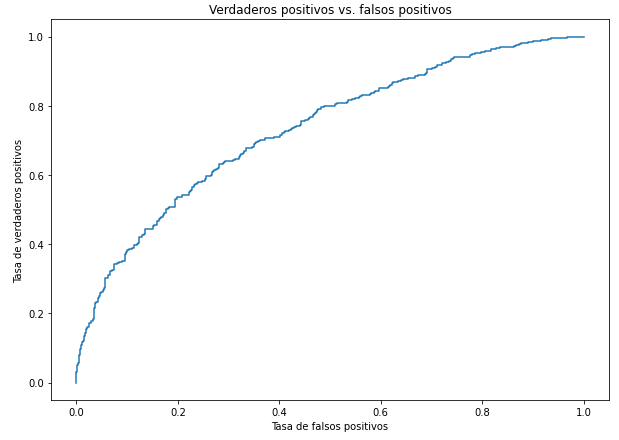 Verdaderos positivos vs. falsos positivos
1.0
0.8
0.6
0.4
0.2
0.0
Tasa de verdaderos positivos
0.0 0.2 0.4 0.6 0.8 1.0
Tasa de falsos positivos